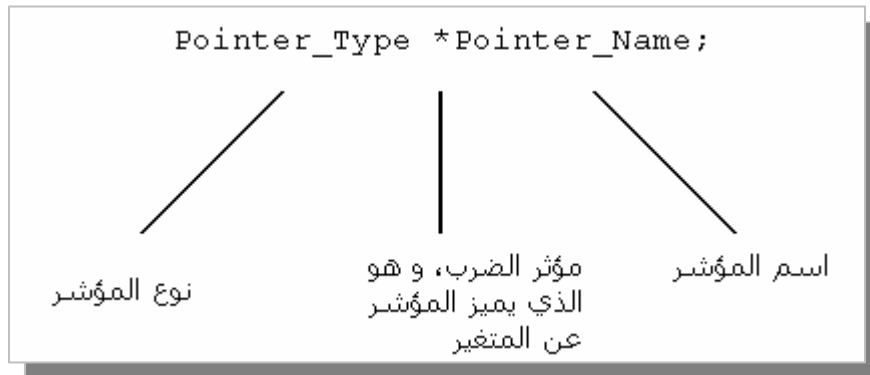 Pointer_Type *Pointer_Name;
اسم المؤشر
مؤثر الضرب، و هو
الذي يميز المؤشر
عن المتغير
نوع المؤشر